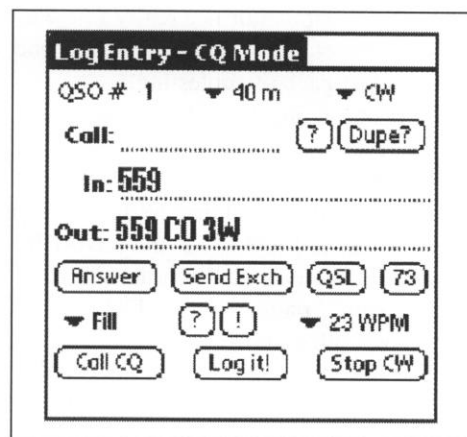 Log Entry - CQ Mode
QSO # 1 40 m CW
Call: ? Dupe?
In: 559
Out: 559 CO 3W
Answer Send Exch QSL 73
Fill ? ! 23 WPM
Call CQ Log it! Stop CW